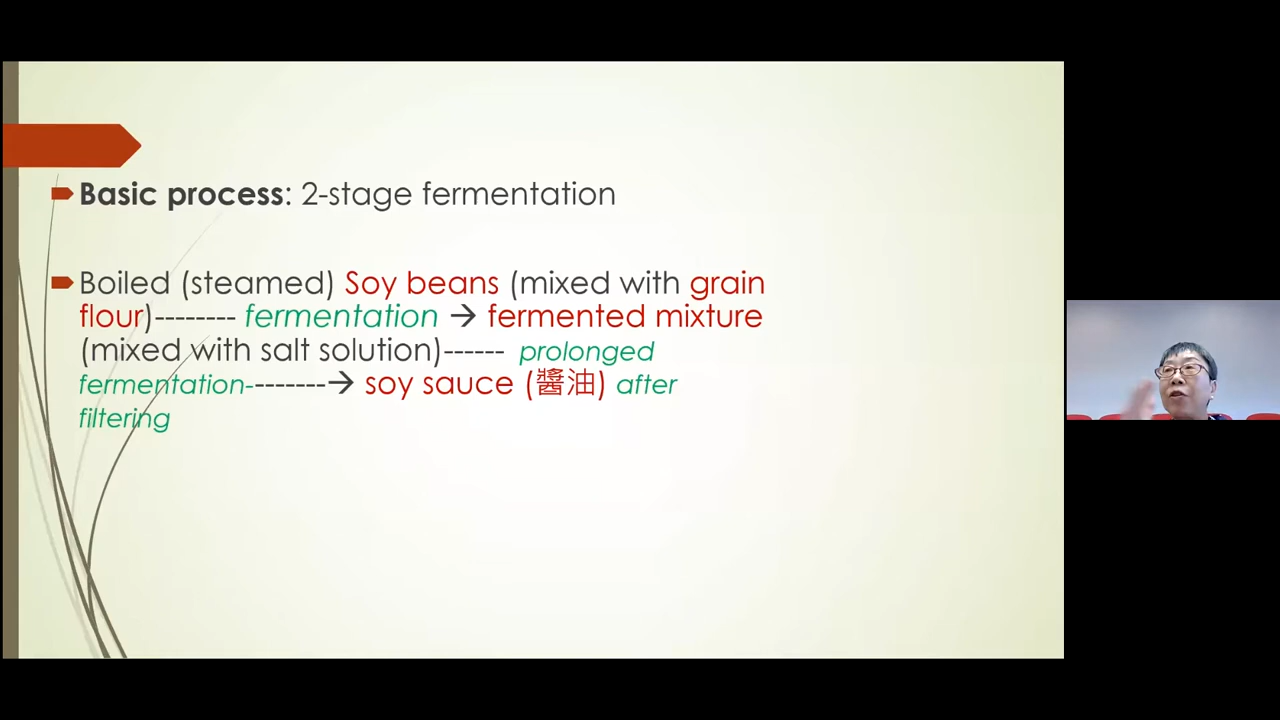 Basic process: 2-stage fermentation
Boiled (steamed) Soy beans (mixed with grain
flour)-------- fermentation → fermented mixture
(mixed with salt solution)------ prolonged
fermentation--------→ soy sauce (醬油) after
filtering